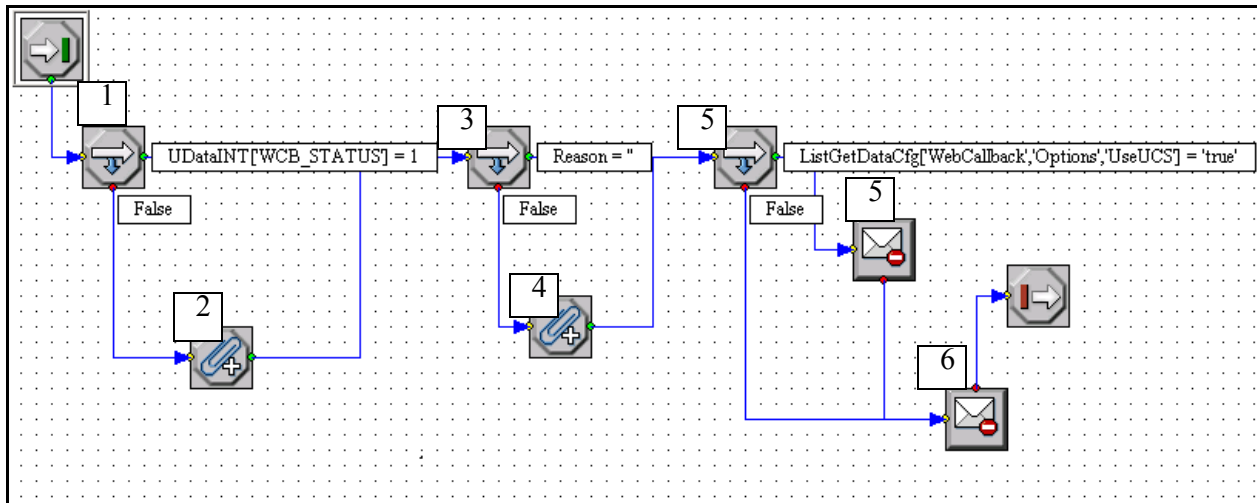 1
UDataINT['WCB_STATUS'] = 1
False
2
3
Reason = ''
False
4
5
ListGetDataCfg['WebCallback','Options','UseUCS'] = 'true'
False
5
6